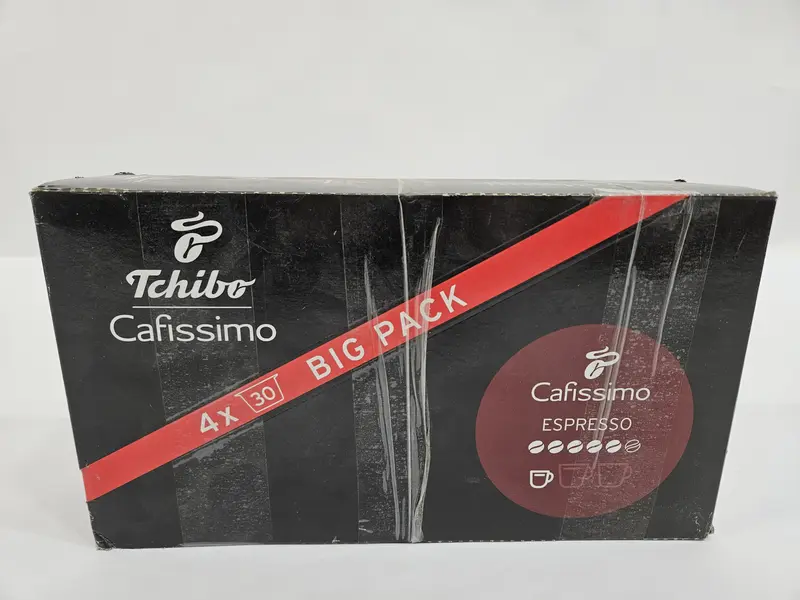 Tchibo
Cafissimo
4x 30 BIG PACK
Cafissimo
ESPRESSO